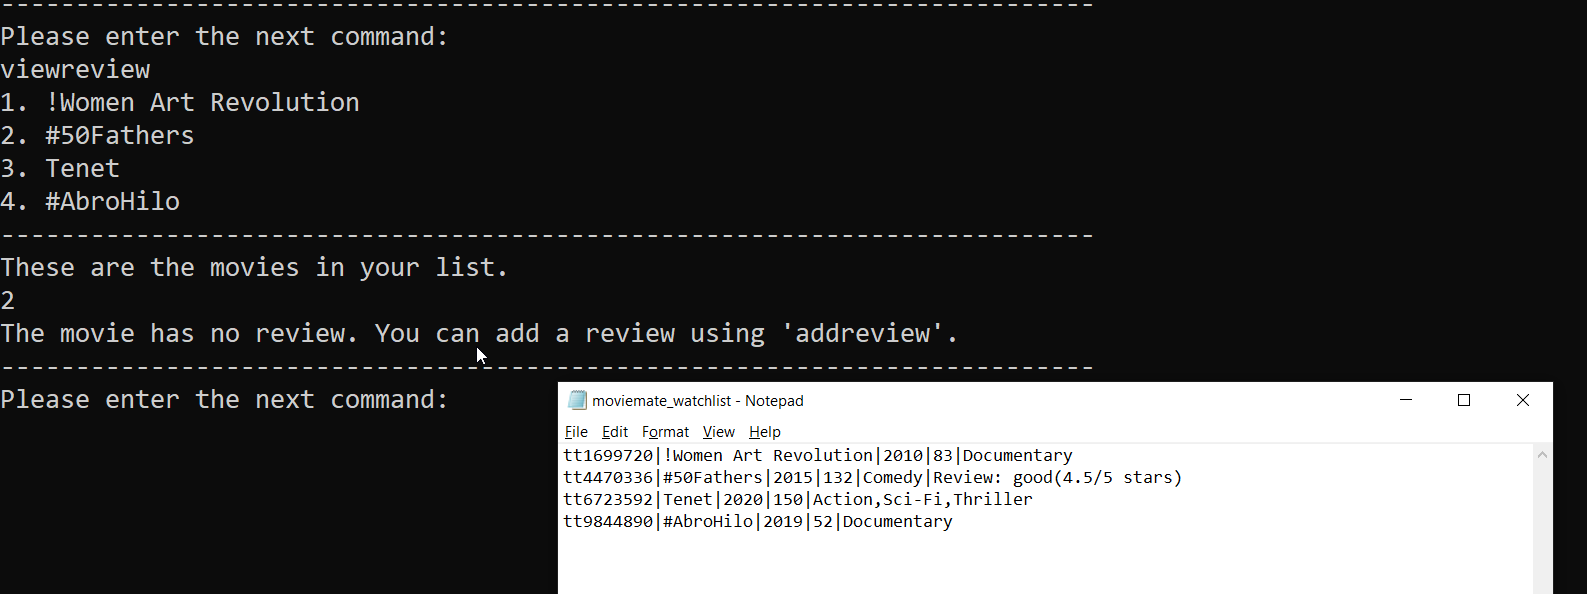 -------------------------------------------------------------------------
Please enter the next command:
viewreview
1. !Women Art Revolution
2. #50Fathers
3. Tenet
4. #AbroHilo
-------------------------------------------------------------------------
These are the movies in your list.
2
The movie has no review. You can add a review using 'addreview'.
-------------------------------------------------------------------------
Please enter the next command:
moviemate_watchlist - Notepad
File Edit Format View Help
tt1699720|!Women Art Revolution|2010|83|Documentary
tt4470336|#50Fathers|2015|132|Comedy|Review: good(4.5/5 stars)
tt6723592|Tenet|2020|150|Action,Sci-Fi,Thriller
tt9844890|#AbroHilo|2019|52|Documentary